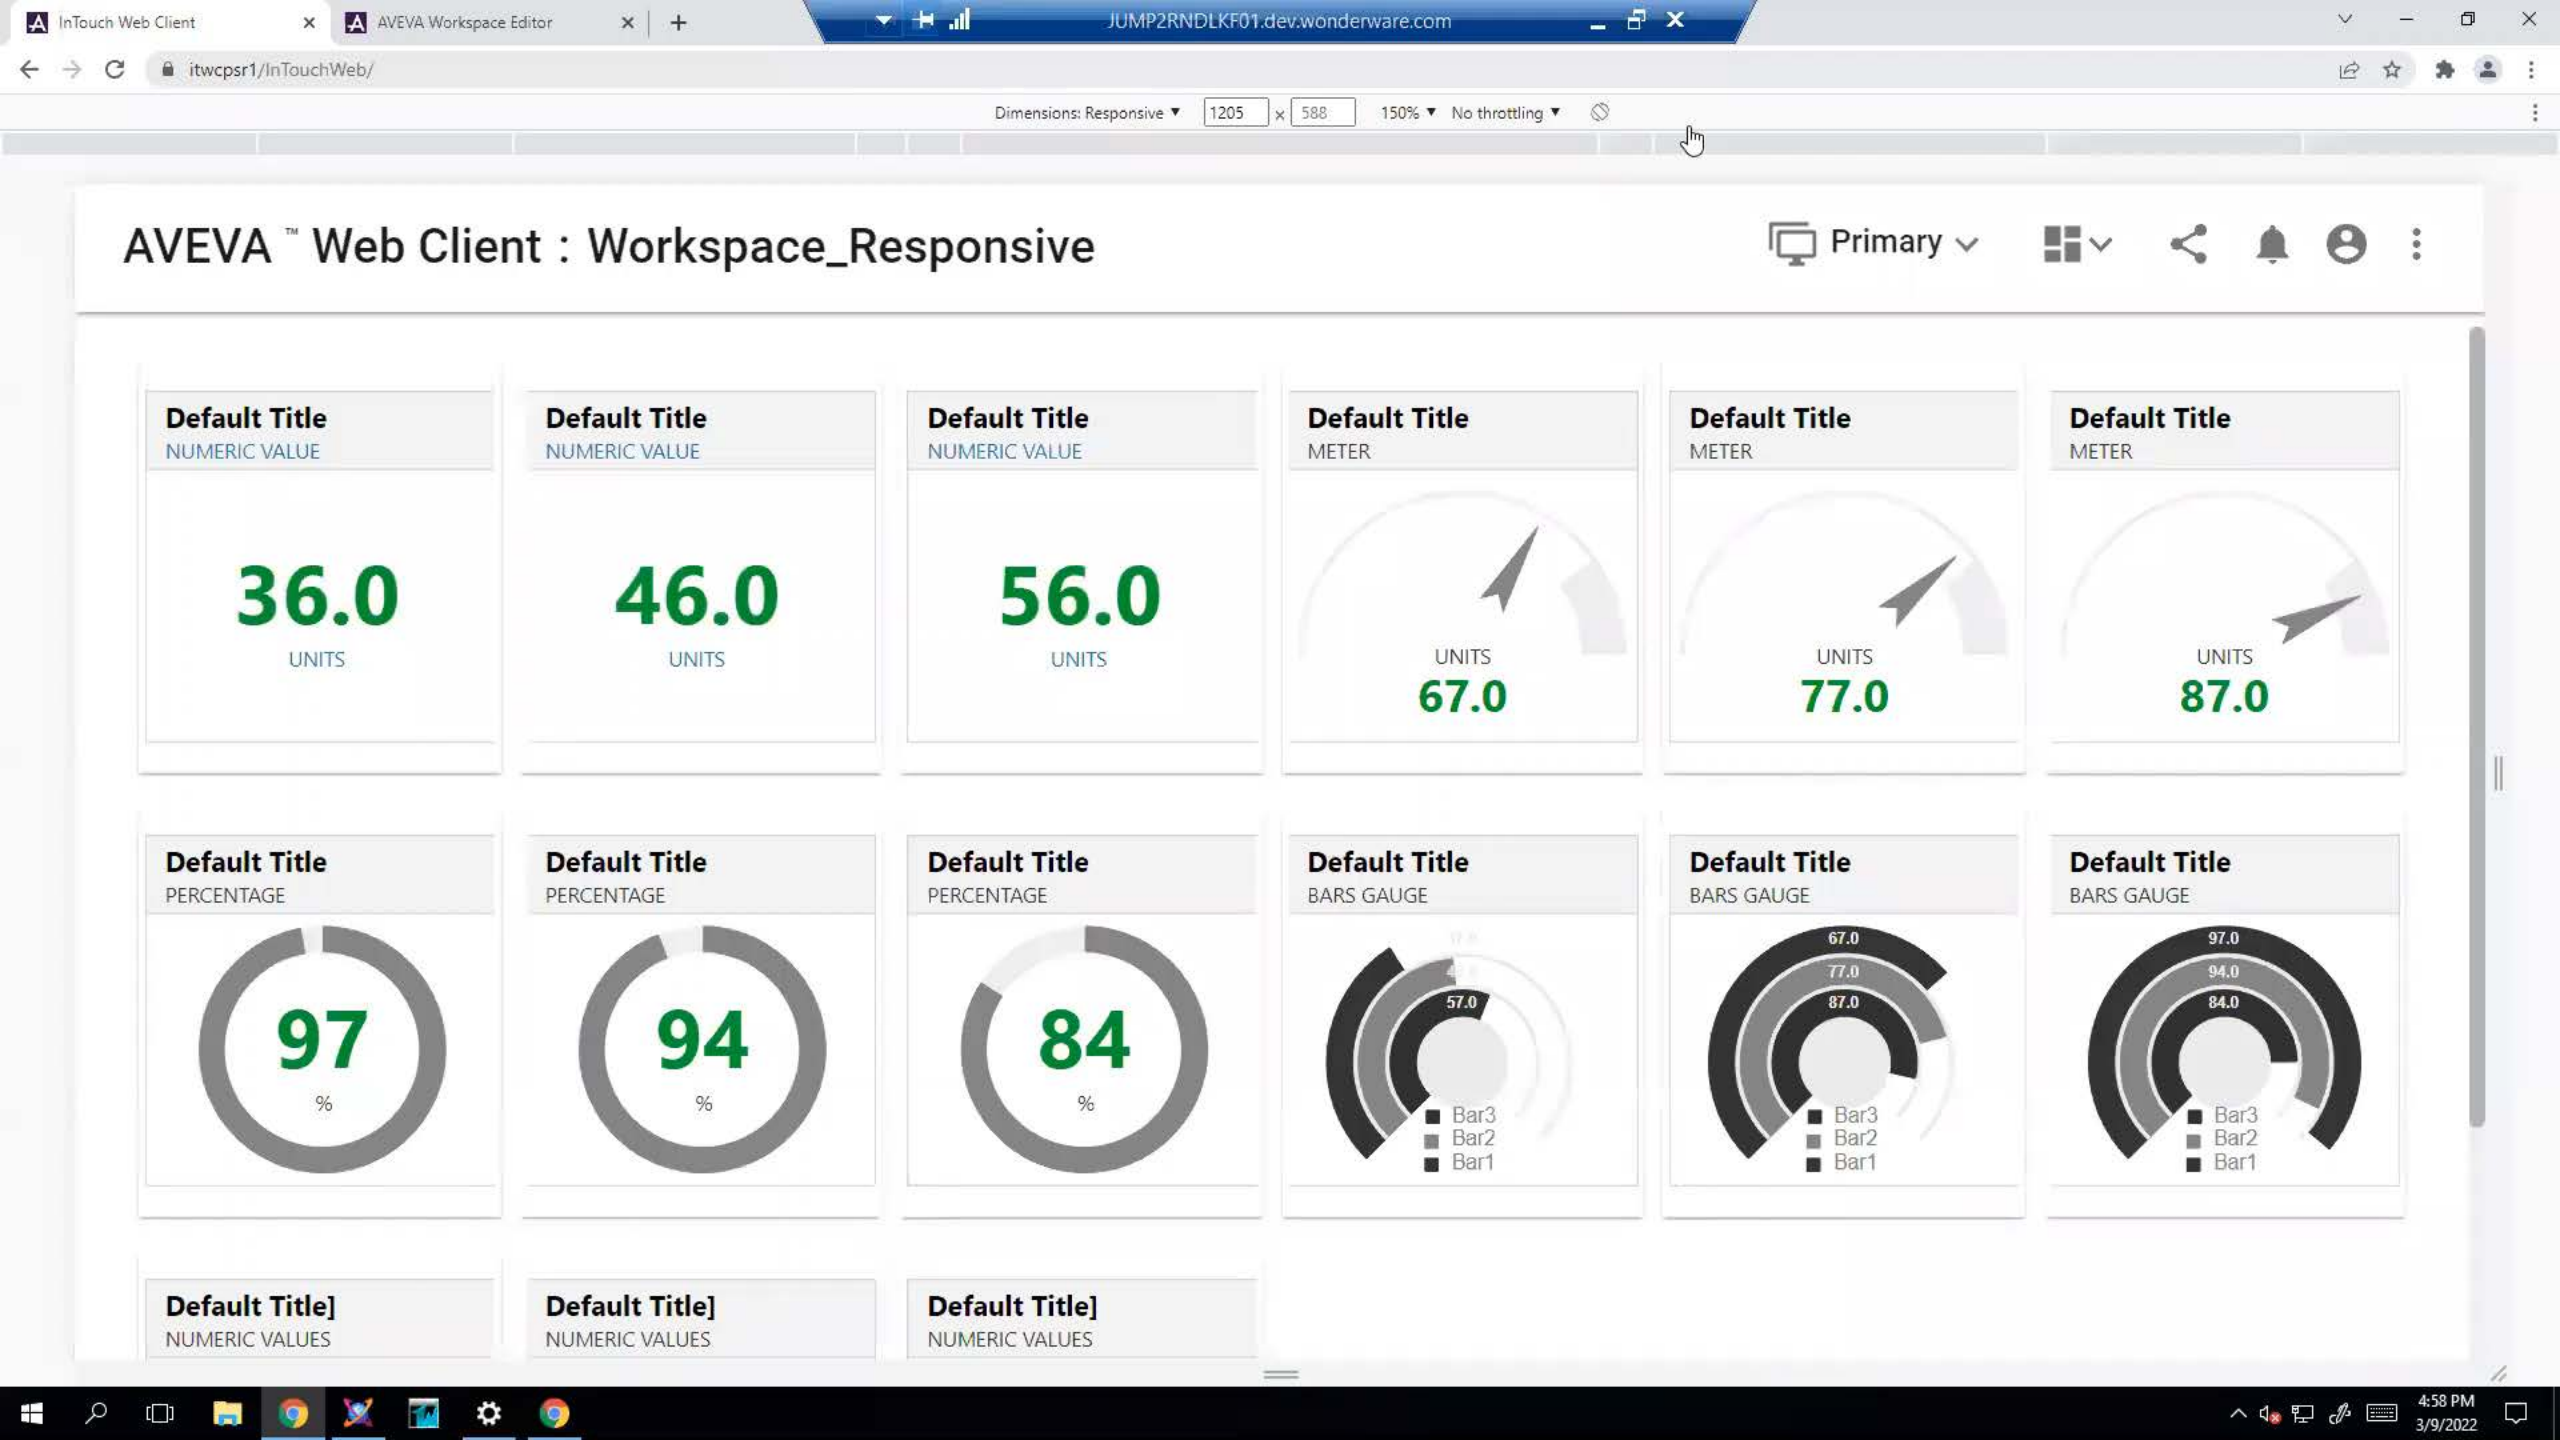 InTouch Web Client
AVEVA Workspace Editor
JUMP2RNDLKF01.dev.wonderware.com
itwcpsr1/InTouchWeb/
Dimensions: Responsive 1205 x 588 150% No throttling
AVEVA ™ Web Client : Workspace_Responsive
Primary
Default Title
NUMERIC VALUE
36.0
UNITS
Default Title
NUMERIC VALUE
46.0
UNITS
Default Title
NUMERIC VALUE
56.0
UNITS
Default Title
METER
UNITS
67.0
Default Title
METER
UNITS
77.0
Default Title
METER
UNITS
87.0
Default Title
PERCENTAGE
97
%
Default Title
PERCENTAGE
94
%
Default Title
PERCENTAGE
84
%
Default Title
BARS GAUGE
57.0
Bar3
Bar2
Bar1
Default Title
BARS GAUGE
67.0
77.0
87.0
Bar3
Bar2
Bar1
Default Title
BARS GAUGE
97.0
94.0
84.0
Bar3
Bar2
Bar1
Default Title]
NUMERIC VALUES
Default Title]
NUMERIC VALUES
Default Title]
NUMERIC VALUES
4:58 PM
3/9/2022